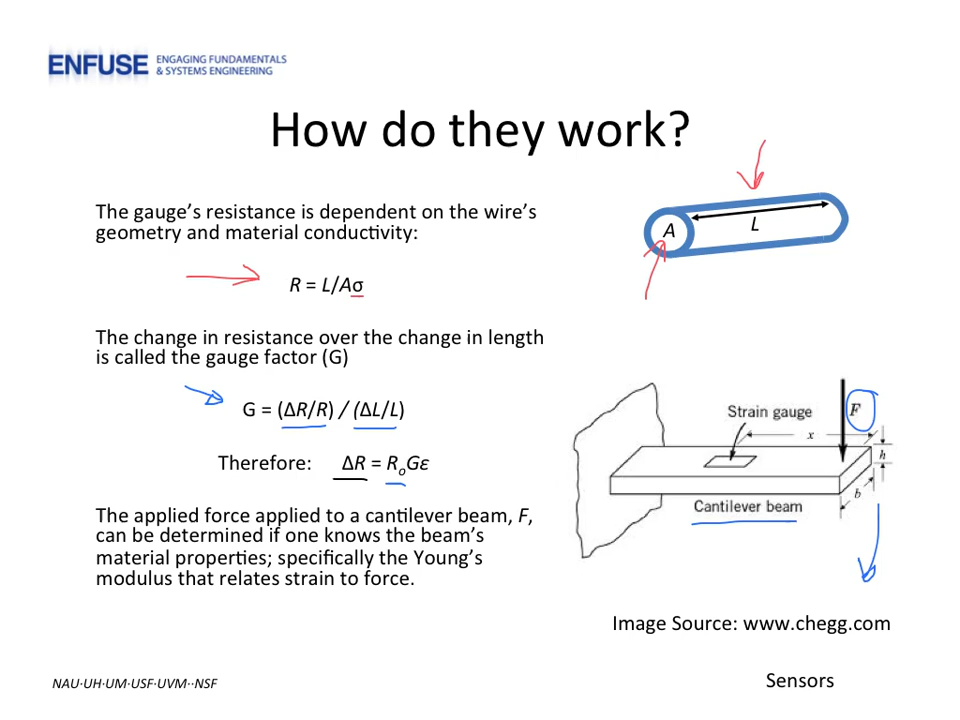 ENFUSE ENGAGING FUNDAMENTALS
& SYSTEMS ENGINEERING
How do they work?
The gauge’s resistance is dependent on the wire’s
geometry and material conductivity:
R = L/Aσ
A
L
The change in resistance over the change in length
is called the gauge factor (G)
G = (ΔR/R) / (ΔL/L)
Therefore: ΔR = RoGε
The applied force applied to a cantilever beam, F,
can be determined if one knows the beam’s
material properties; specifically the Young’s
modulus that relates strain to force.
Strain gauge
F
x
h
b
Cantilever beam
Image Source: www.chegg.com
NAU·UH·UM·USF·UVM··NSF
Sensors